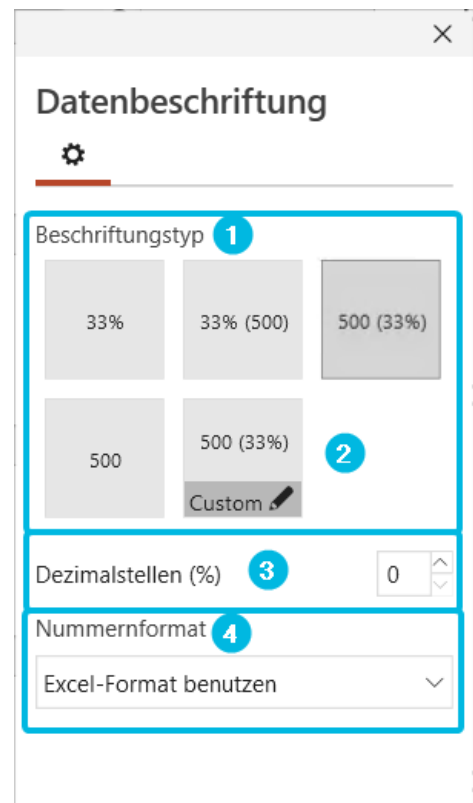 Datenbeschriftung
Beschriftungstyp 1
33% 33% (500) 500 (33%)
500 500 (33%) 2
Custom
Dezimalstellen (%) 3 0
Nummernformat 4
Excel-Format benutzen